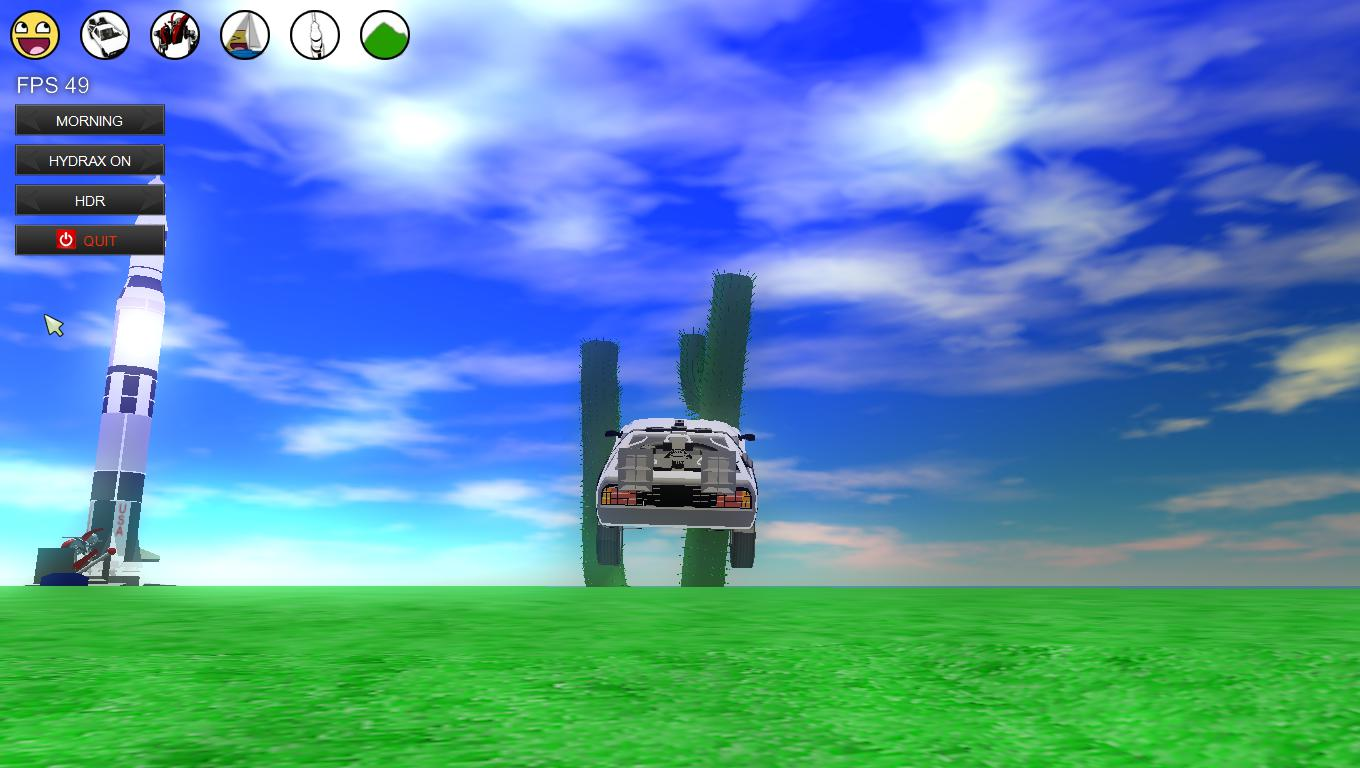 FPS 49
MORNING
HYDRAX ON
HDR
QUIT
USA